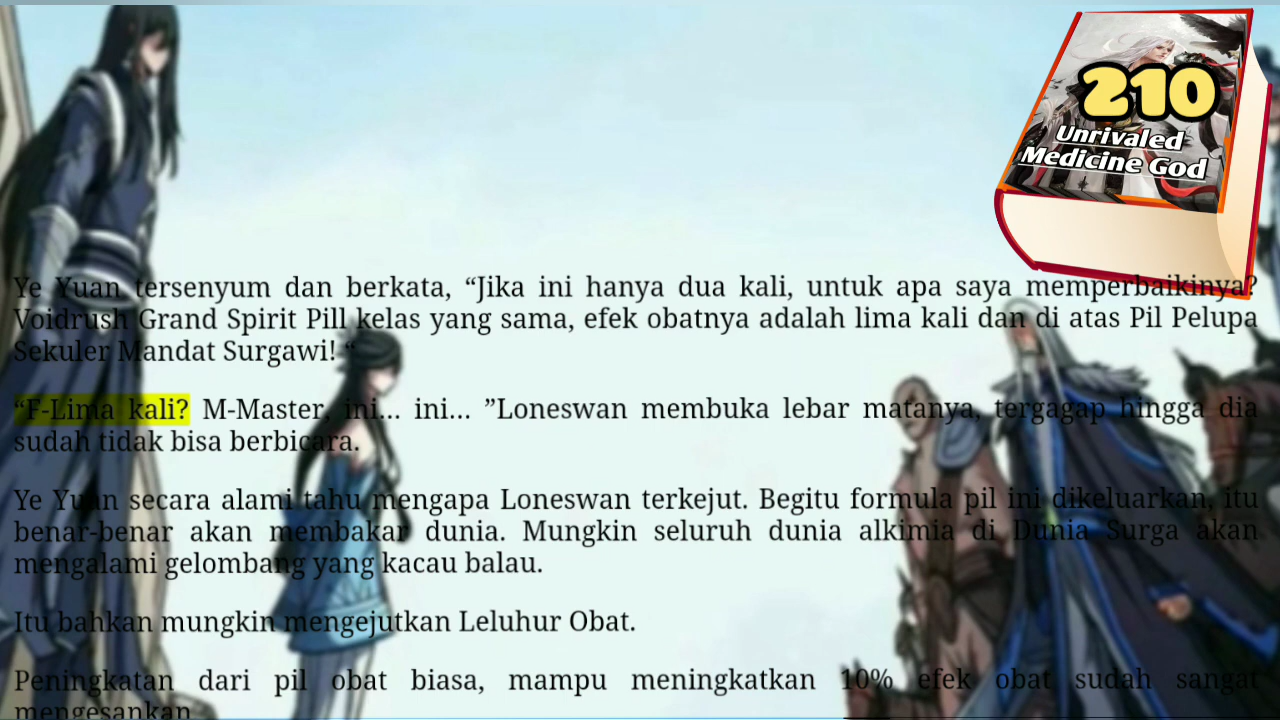 210
Unrivaled
Medicine God
Ye Yuan tersenyum dan berkata, “Jika ini hanya dua kali, untuk apa saya memperbaikinya?
Voidrush Grand Spirit Pill kelas yang sama, efek obatnya adalah lima kali dan di atas Pil Pelupa
Sekuler Mandat Surgawi! “
“F-Lima kali? M-Master, ini... ini... ”Loneswan membuka lebar matanya, tergagap hingga dia
sudah tidak bisa berbicara.
Ye Yuan secara alami tahu mengapa Loneswan terkejut. Begitu formula pil ini dikeluarkan, itu
benar-benar akan membakar dunia. Mungkin seluruh dunia alkimia di Dunia Surga akan
mengalami gelombang yang kacau balau.
Itu bahkan mungkin mengejutkan Leluhur Obat.
Peningkatan dari pil obat biasa, mampu meningkatkan 10% efek obat sudah sangat
mengesankan